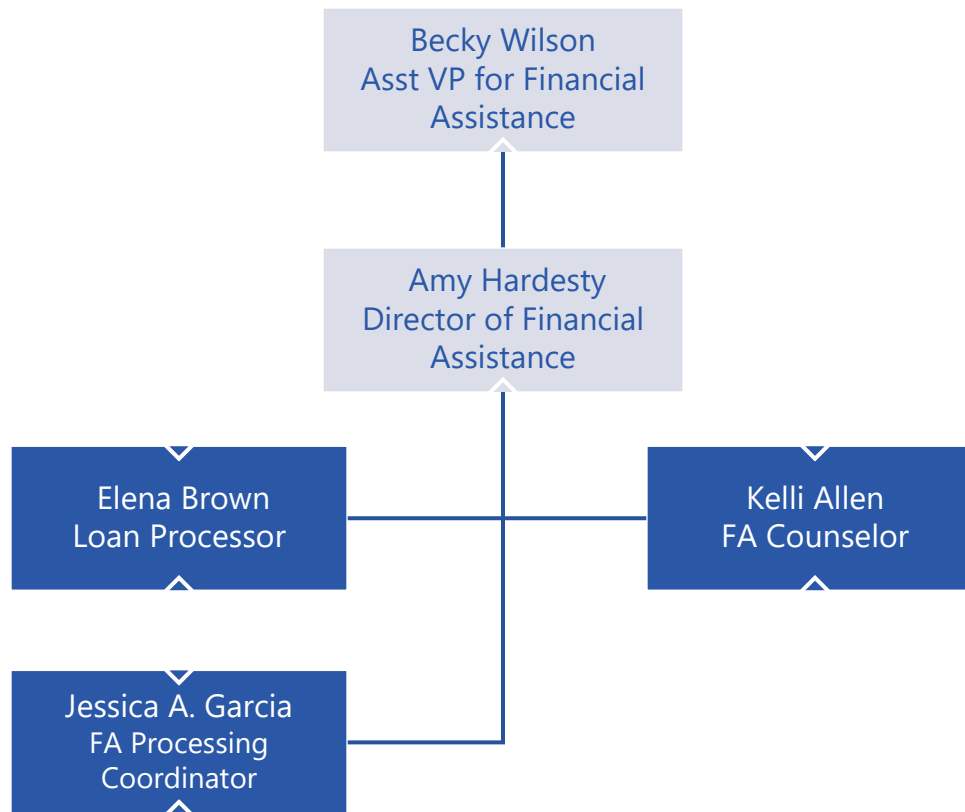 Becky Wilson
Asst VP for Financial
Assistance
Amy Hardesty
Director of Financial
Assistance
Elena Brown
Loan Processor
Kelli Allen
FA Counselor
Jessica A. Garcia
FA Processing
Coordinator